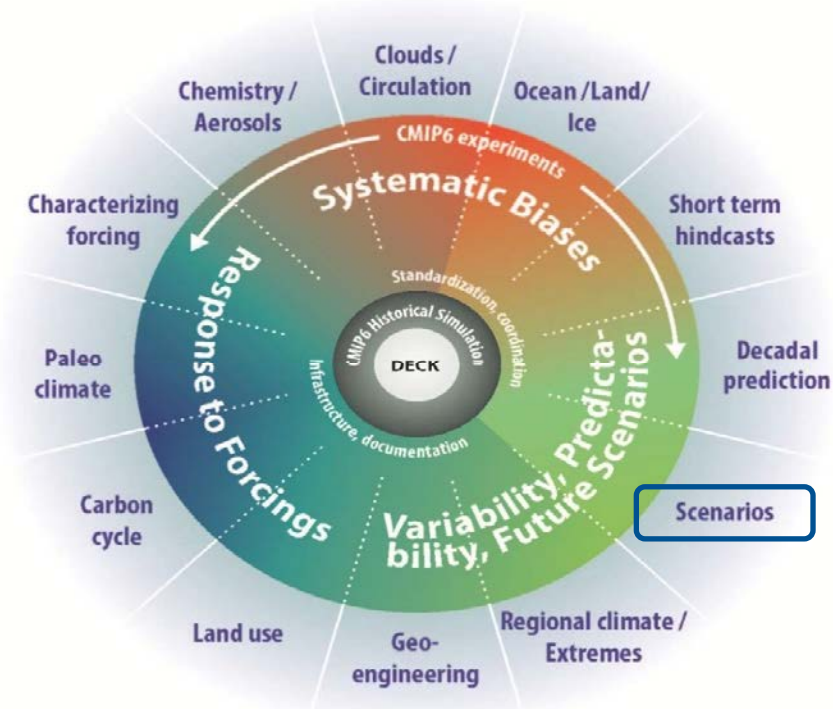 Clouds /
Circulation
Ocean /Land/
Ice
Short term
hindcasts
Decadal
prediction
Scenarios
Regional climate /
Extremes
Geo-
engineering
Land use
Carbon
cycle
Paleo
climate
Characterizing
forcing
Chemistry /
Aerosols
CMIP6 experiments
Systematic Biases
Response to Forcings
Variability, Predicta-
bility, Future Scenarios
Standardization, coordination
Infrastructure, documentation
CMIP6 Historical Simulation
DECK